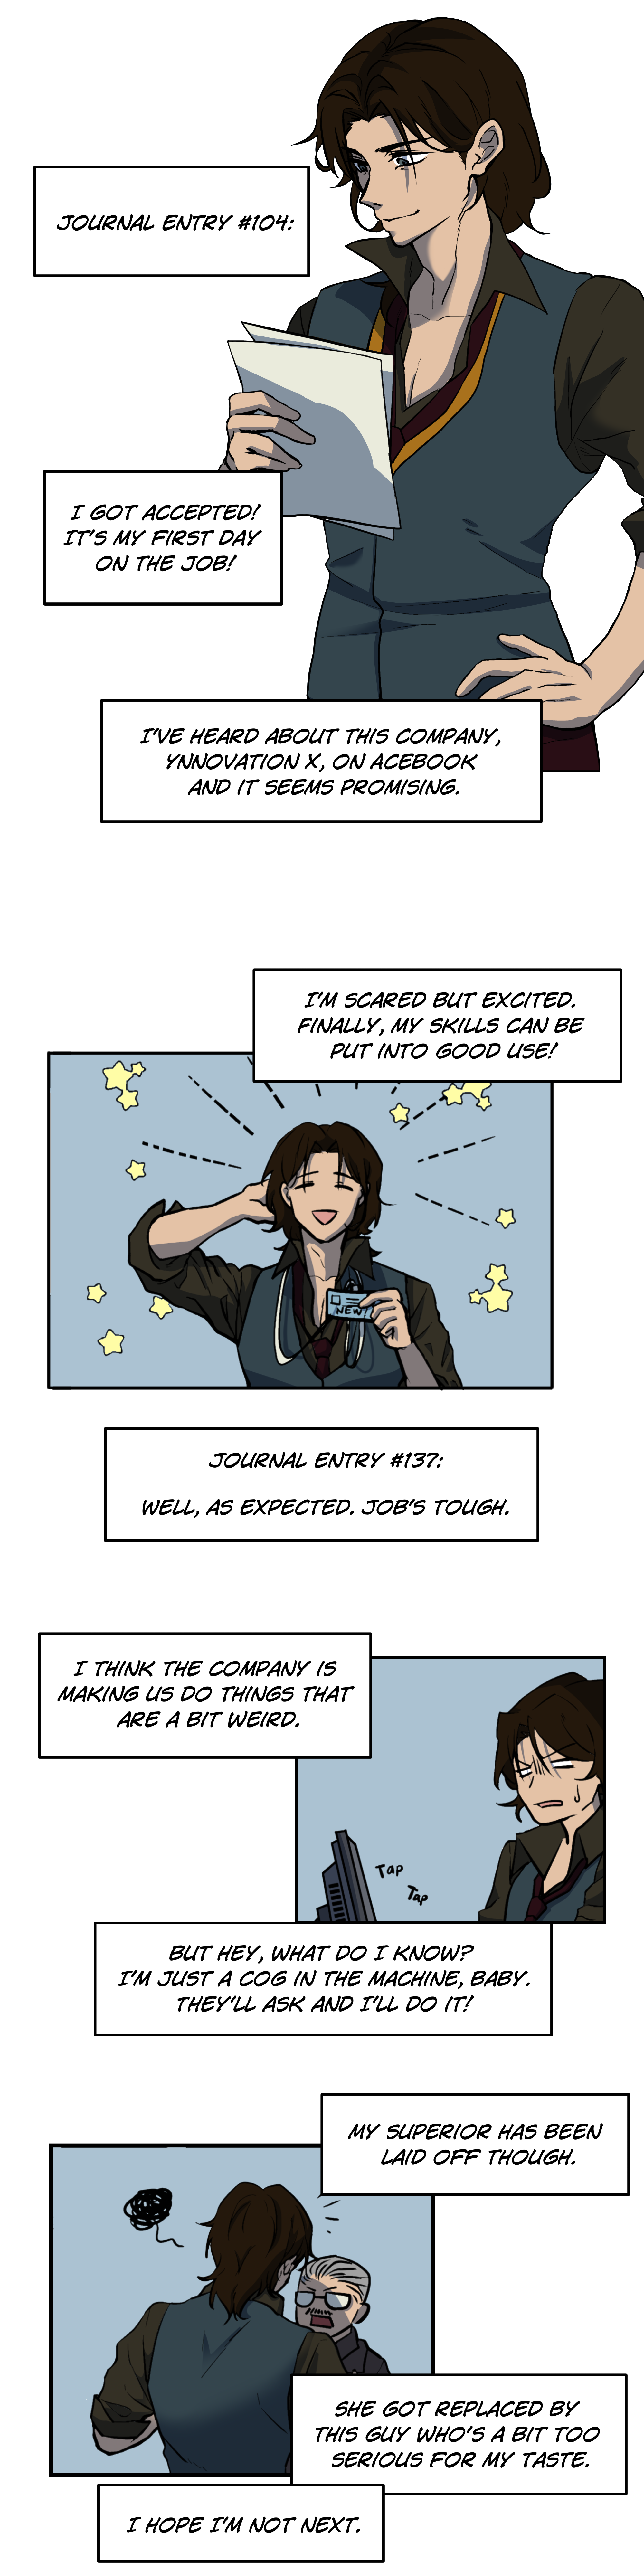 JOURNAL ENTRY #104:
I GOT ACCEPTED!
IT'S MY FIRST DAY
ON THE JOB!
I'VE HEARD ABOUT THIS COMPANY,
YNNOVATION X, ON ACEBOOK
AND IT SEEMS PROMISING.
I'M SCARED BUT EXCITED.
FINALLY, MY SKILLS CAN BE
PUT INTO GOOD USE!
NEW!
JOURNAL ENTRY #137:
WELL, AS EXPECTED. JOB'S TOUGH.
I THINK THE COMPANY IS
MAKING US DO THINGS THAT
ARE A BIT WEIRD.
TAP
TAP
BUT HEY, WHAT DO I KNOW?
I'M JUST A COG IN THE MACHINE, BABY.
THEY'LL ASK AND I'LL DO IT!
MY SUPERIOR HAS BEEN
LAID OFF THOUGH.
SHE GOT REPLACED BY
THIS GUY WHO'S A BIT TOO
SERIOUS FOR MY TASTE.
I HOPE I'M NOT NEXT.